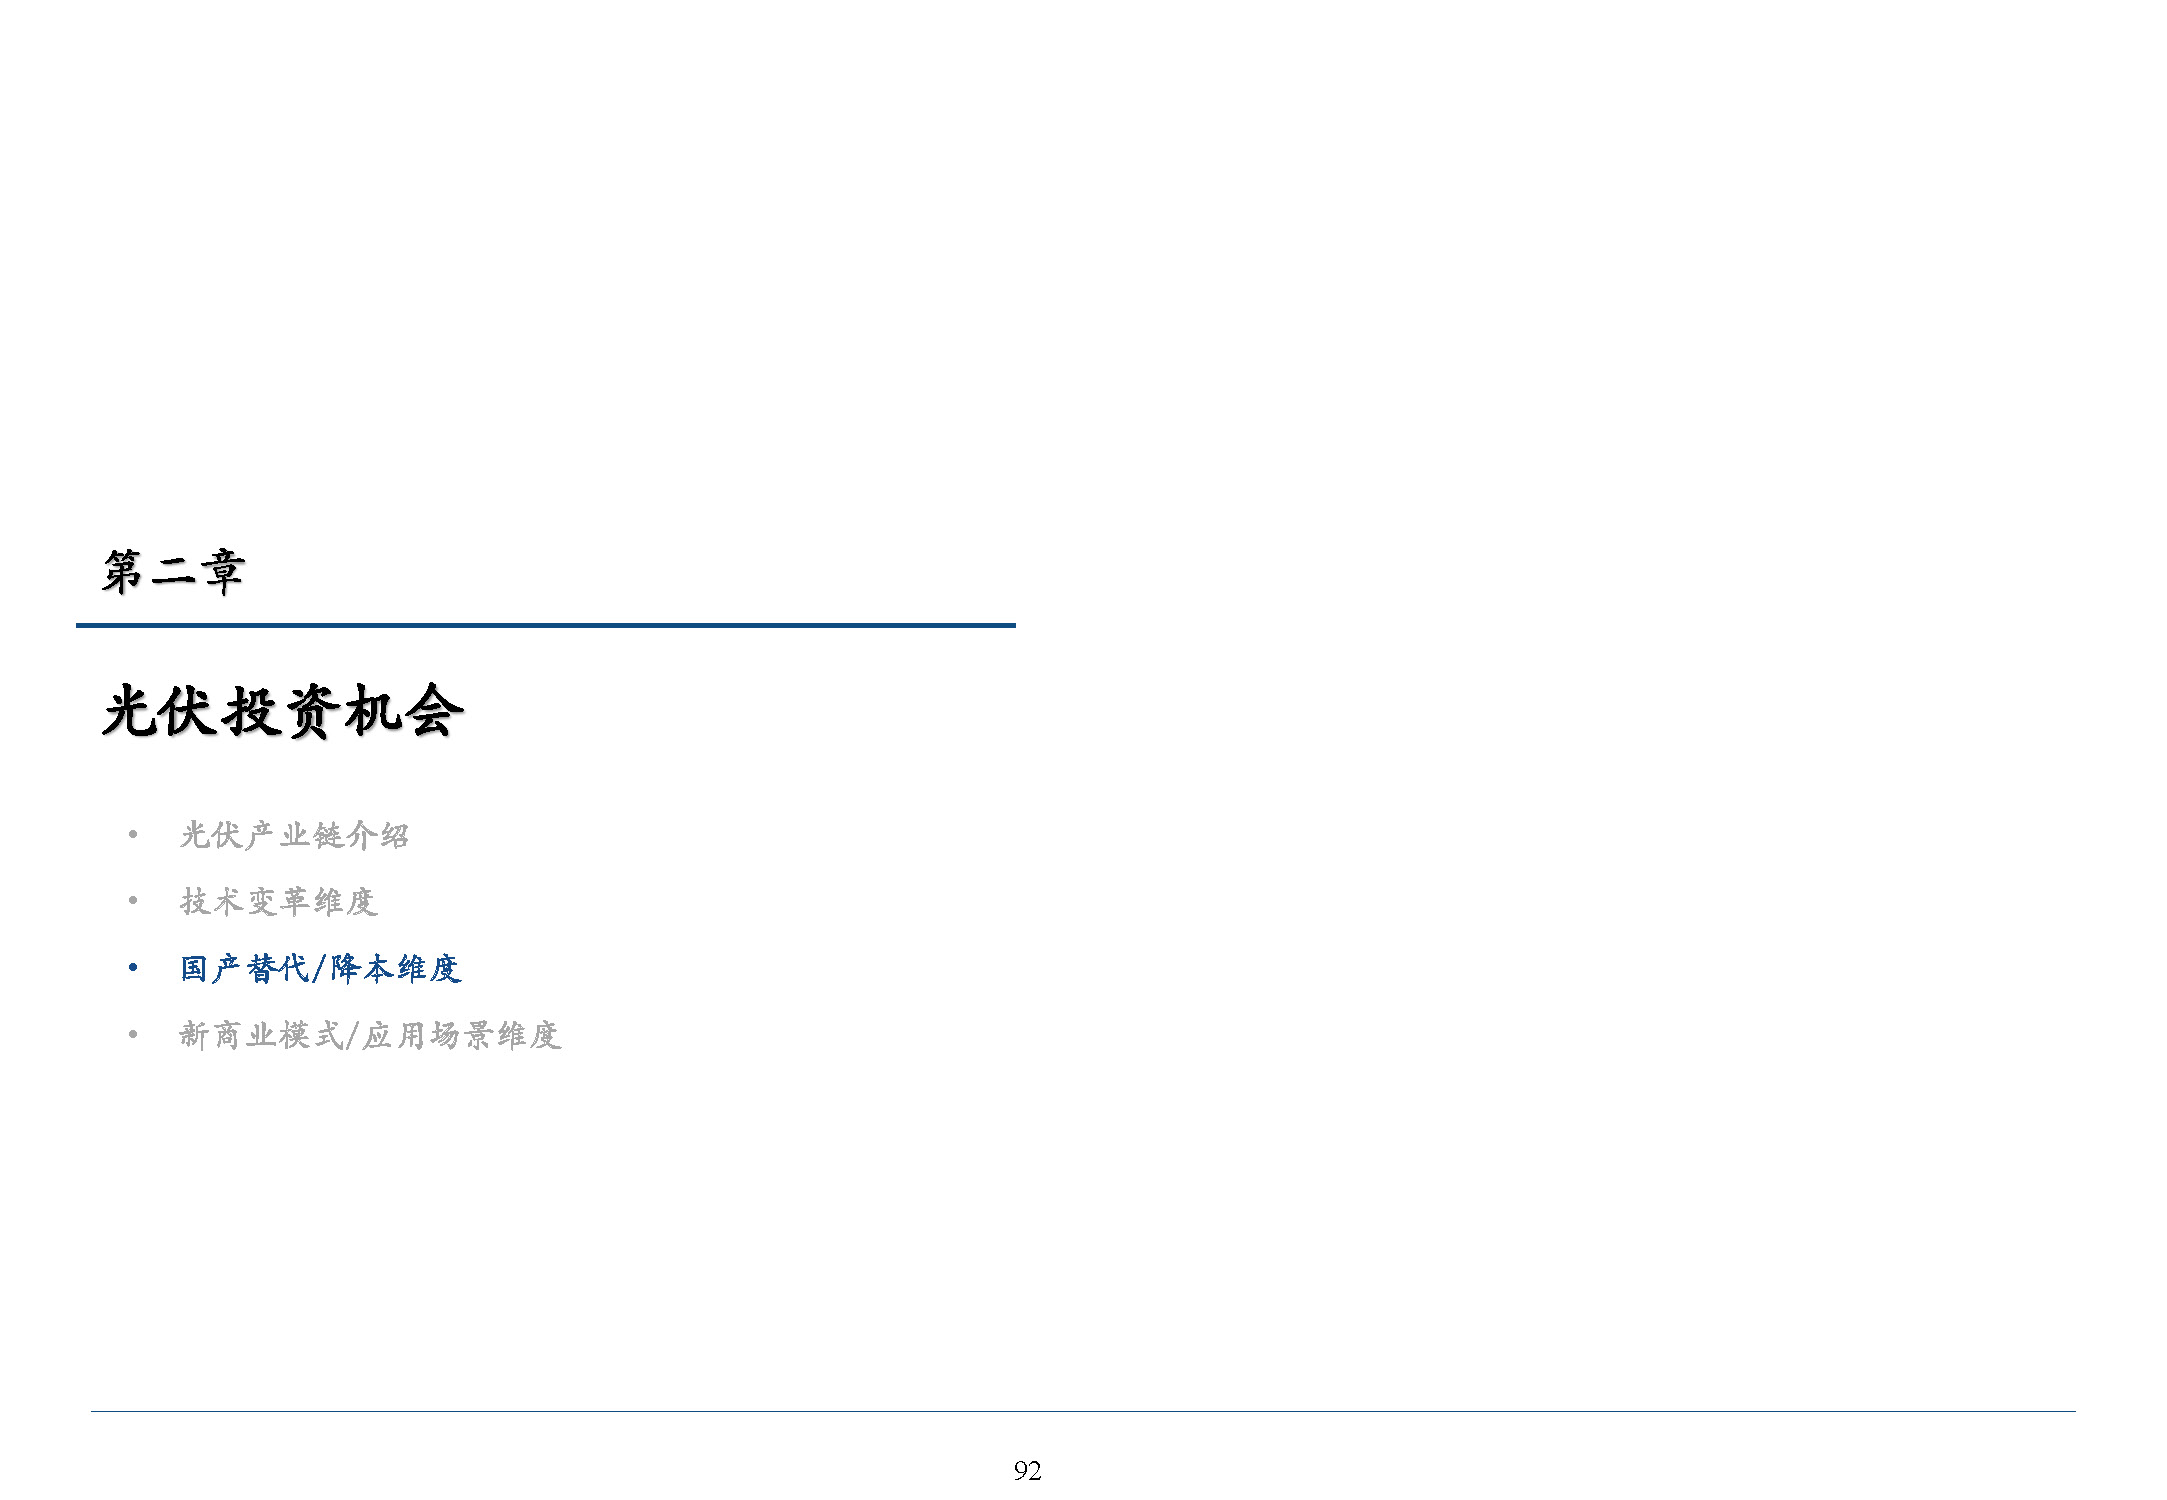 第二章
光伏投资机会
• 光伏产业链介绍
• 技术变革维度
• 国产替代/降本维度
• 新商业模式/应用场景维度
92